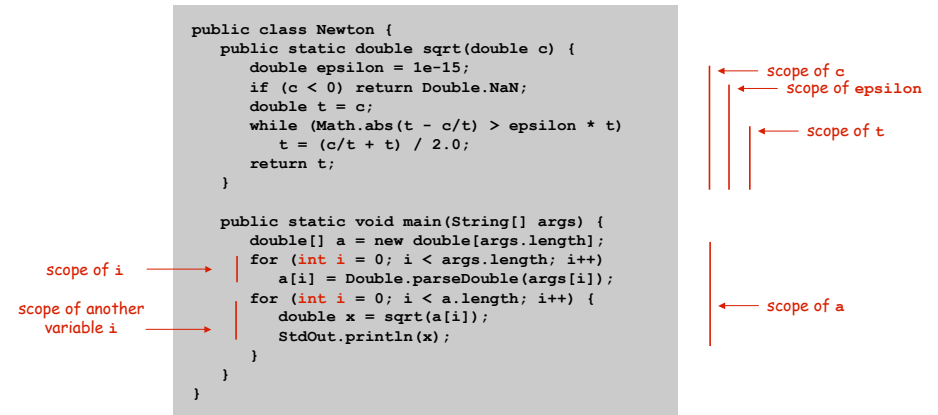 public class Newton {
public static double sqrt(double c) {
double epsilon = 1e-15;
if (c < 0) return Double.NaN;
double t = c;
while (Math.abs(t - c/t) > epsilon * t)
t = (c/t + t) / 2.0;
return t;
}
scope of c
scope of epsilon
scope of t
public static void main(String[] args) {
double[] a = new double[args.length];
for (int i = 0; i < args.length; i++)
a[i] = Double.parseDouble(args[i]);
for (int i = 0; i < a.length; i++) {
double x = sqrt(a[i]);
StdOut.println(x);
}
}
}
scope of i
scope of another
variable i
scope of a